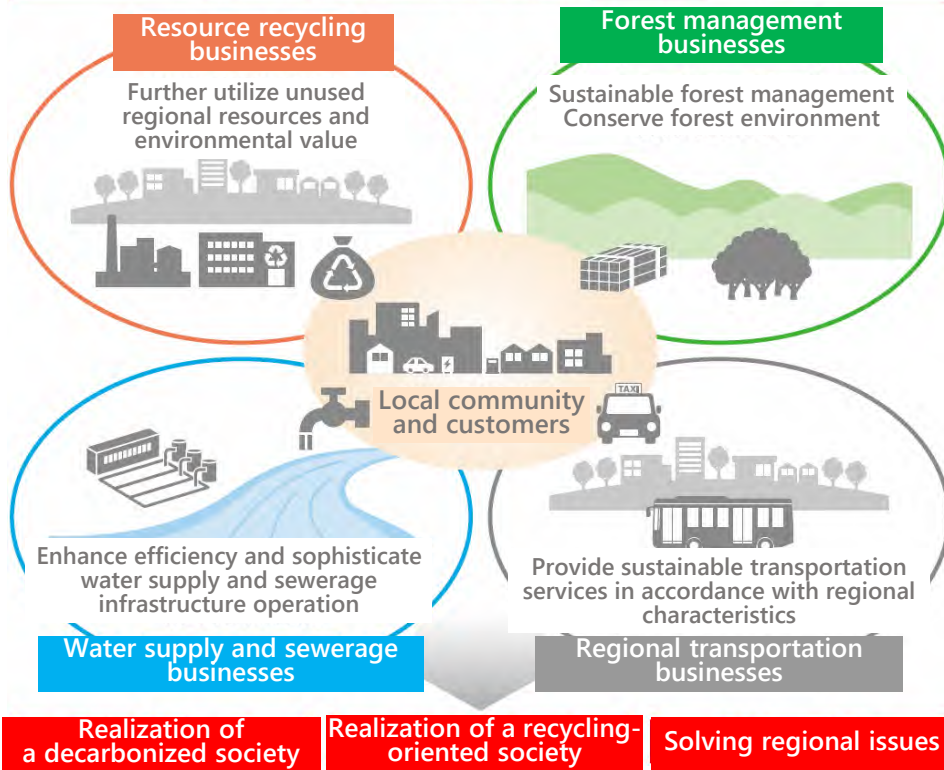 Resource recycling
businesses
Further utilize unused
regional resources and
environmental value
Forest management
businesses
Sustainable forest management
Conserve forest environment
Local community
and customers
TAXI
Enhance efficiency and sophisticate
water supply and sewerage
infrastructure operation
Water supply and sewerage
businesses
Provide sustainable transportation
services in accordance with regional
characteristics
Regional transportation
businesses
Realization of
a decarbonized society
Realization of a recycling-
oriented society
Solving regional issues